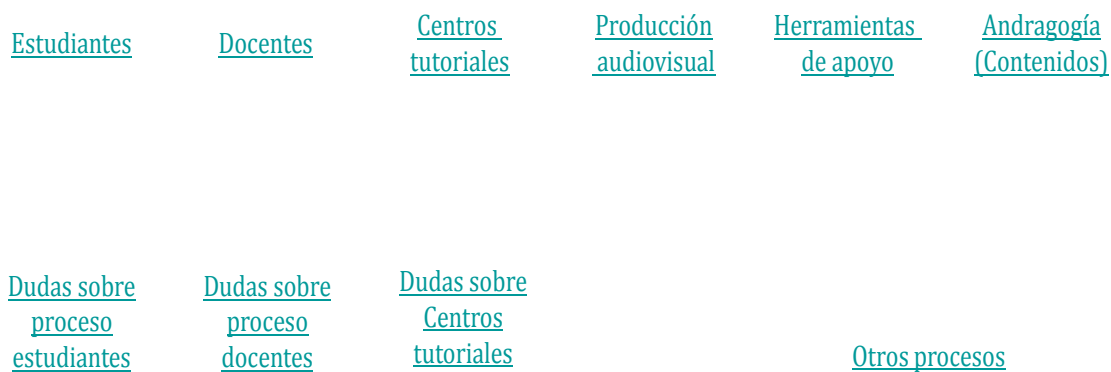 Estudiantes
Docentes
Centros
tutoriales
Producción
audiovisual
Herramientas
de apoyo
Andragogía
(Contenidos)
Dudas sobre
proceso
estudiantes
Dudas sobre
proceso
docentes
Dudas sobre
Centros
tutoriales
Otros procesos